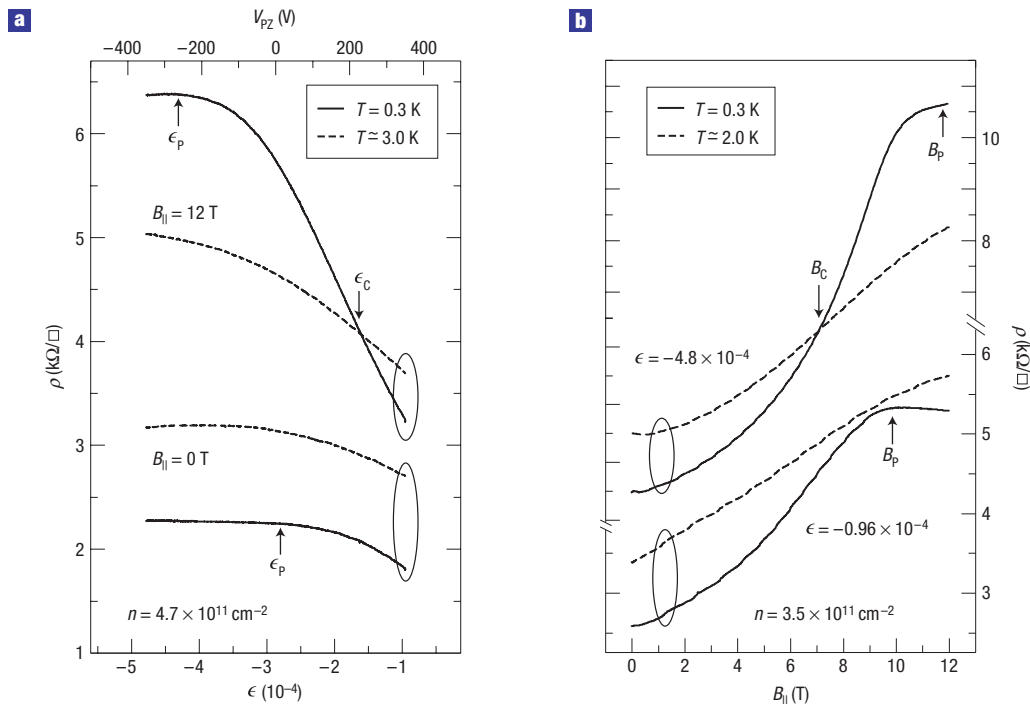 a
V_PZ (V)
−400 −200 0 200 400
T = 0.3 K
T ≃ 3.0 K
6
5
4
3
2
1
ρ (kΩ/□)
ϵ_P
B_|| = 12 T
ϵ_C
B_|| = 0 T
ϵ_P
n = 4.7 × 10^11 cm^−2
−5 −4 −3 −2 −1
ϵ (10^−4)
b
T = 0.3 K
T ≃ 2.0 K
B_P
B_C
ϵ = −4.8 × 10^−4
B_P
ϵ = −0.96 × 10^−4
n = 3.5 × 10^11 cm^−2
10
8
6
5
4
3
ρ (kΩ/□)
0 2 4 6 8 10 12
B_|| (T)